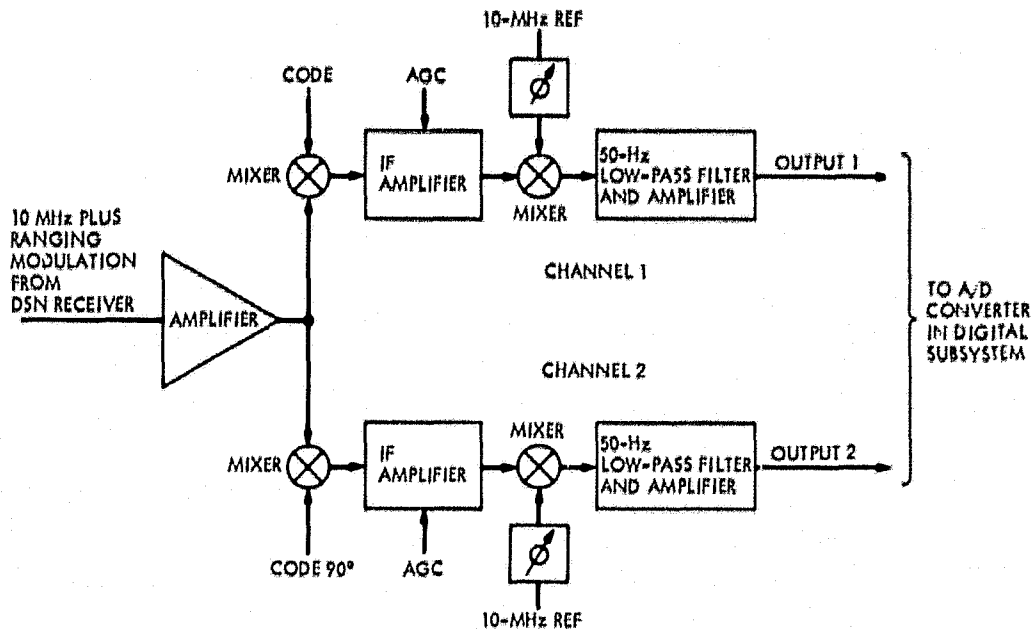 10-MHz REF
CODE
AGC
ϕ
MIXER
IF
AMPLIFIER
MIXER
50-Hz
LOW-PASS FILTER
AND AMPLIFIER
OUTPUT 1
10 MHz PLUS
RANGING
MODULATION
FROM
DSN RECEIVER
AMPLIFIER
CHANNEL 1
TO A/D
CONVERTER
IN DIGITAL
SUBSYSTEM
CHANNEL 2
MIXER
IF
AMPLIFIER
MIXER
50-Hz
LOW-PASS FILTER
AND AMPLIFIER
OUTPUT 2
CODE 90°
AGC
ϕ
10-MHz REF